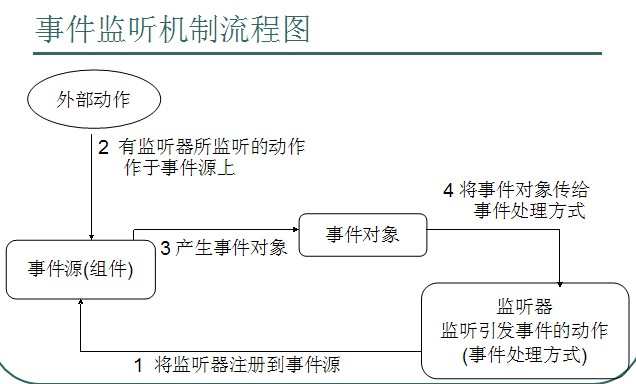 事件监听机制流程图
外部动作
2 有监听器所监听的动作
作于事件源上
4 将事件对象传给
事件处理方式
3 产生事件对象
事件对象
事件源(组件)
监听器
监听引发事件的动作
(事件处理方式)
1 将监听器注册到事件源